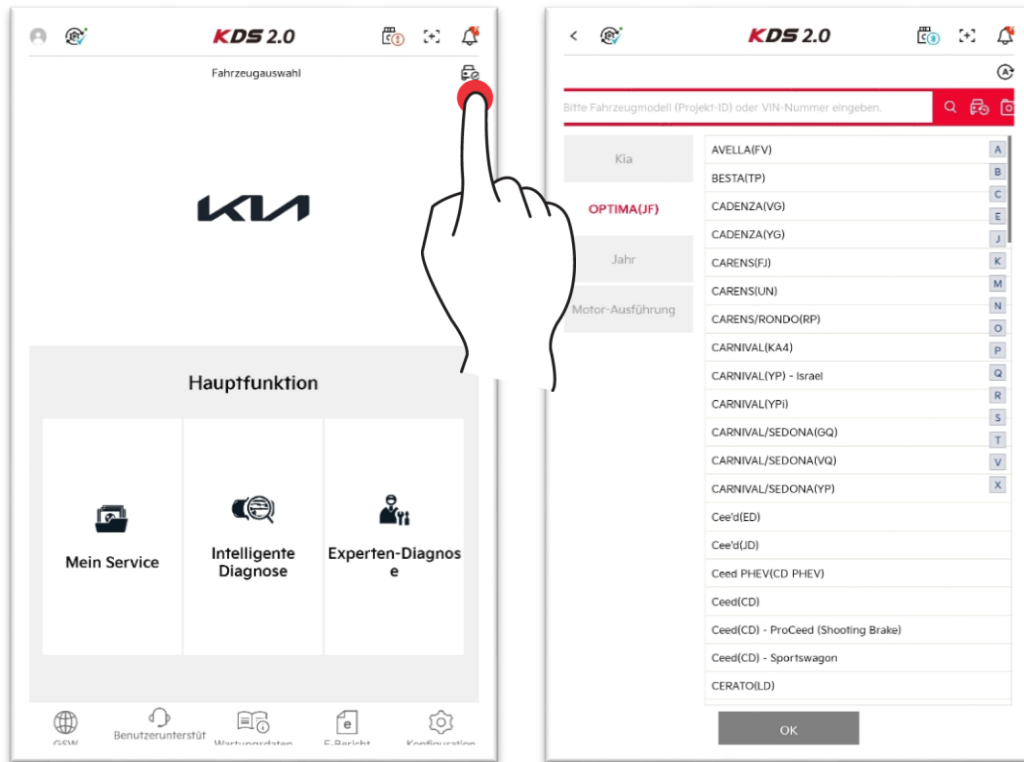 KDS 2.0
Fahrzeugauswahl
KIA
Hauptfunktion
Mein Service
Intelligente
Diagnose
Experten-Diagnos
e
GSW
Benutzerunterstüt
Wartungsdaten
E-Bericht
Konfiguration
KDS 2.0
Bitte Fahrzeugmodell (Projekt-ID) oder VIN-Nummer eingeben.
Kia
OPTIMA(JF)
Jahr
Motor-Ausführung
AVELLA(FV)
BESTA(TP)
CADENZA(VG)
CADENZA(YG)
CARENS(FJ)
CARENS(UN)
CARENS/RONDO(RP)
CARNIVAL(KA4)
CARNIVAL(YP) - Israel
CARNIVAL(YPi)
CARNIVAL/SEDONA(GQ)
CARNIVAL/SEDONA(VQ)
CARNIVAL/SEDONA(YP)
Cee'd(ED)
Cee'd(JD)
Ceed PHEV(CD PHEV)
Ceed(CD)
Ceed(CD) - ProCeed (Shooting Brake)
Ceed(CD) - Sportswagon
CERATO(LD)
A
B
C
E
J
K
M
N
O
P
Q
R
S
T
V
X
OK